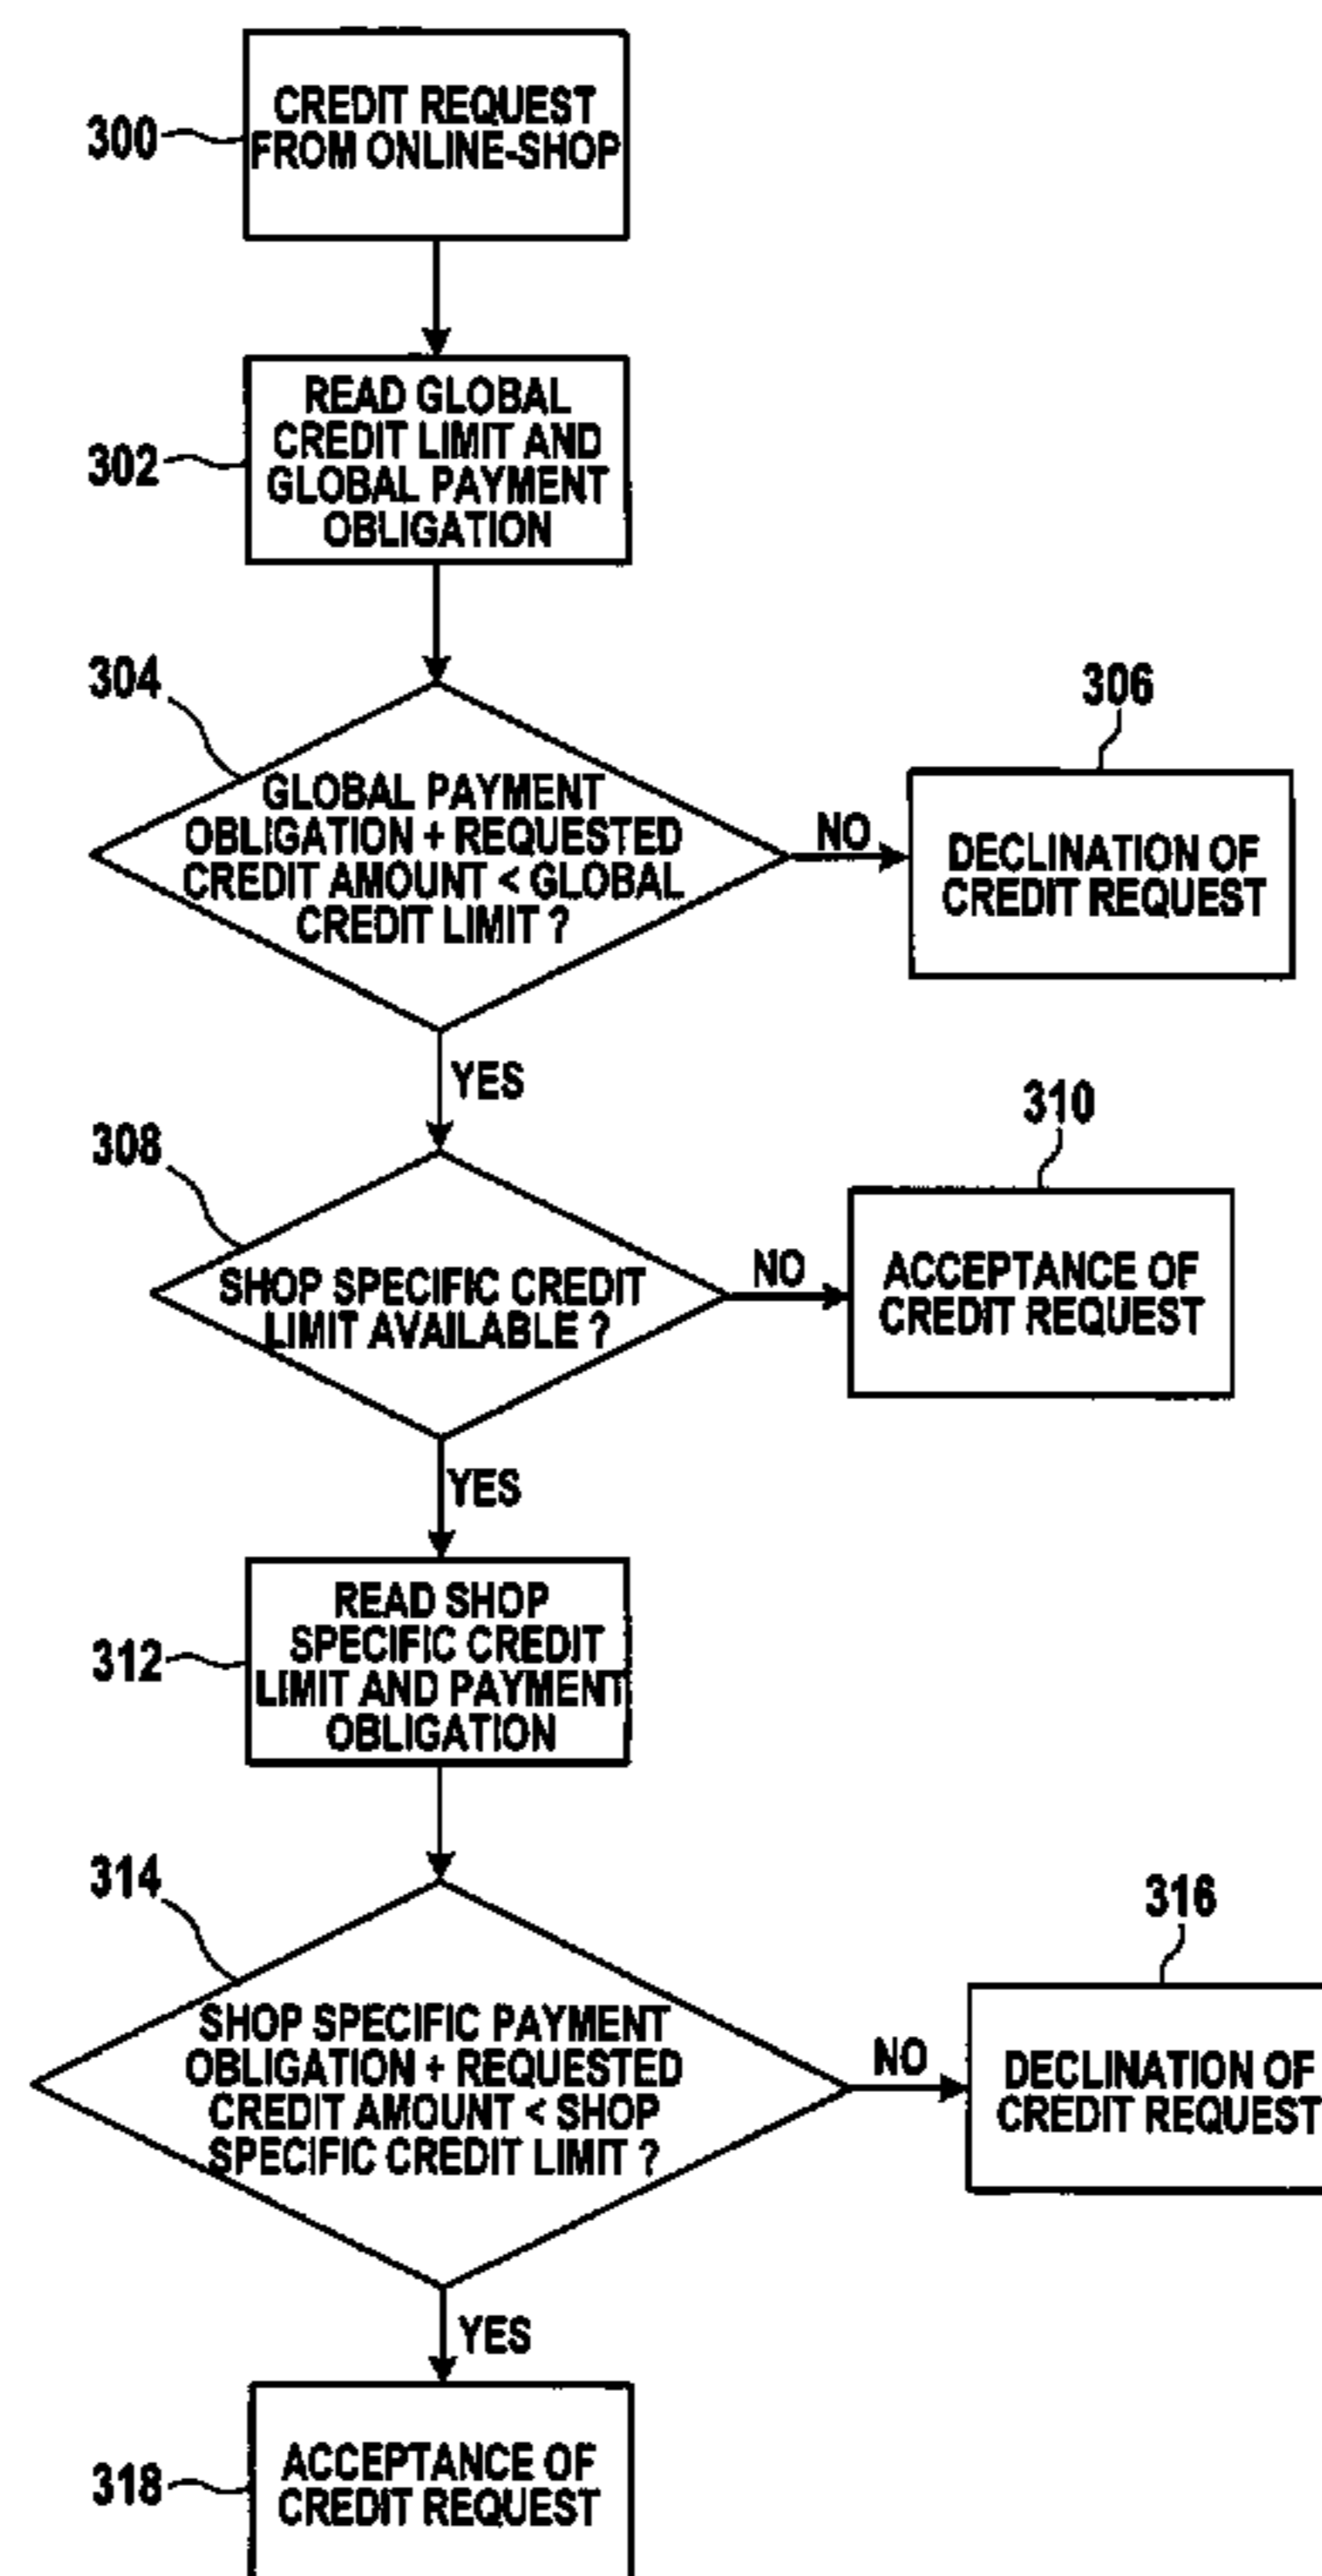 300
CREDIT REQUEST
FROM ONLINE-SHOP
302
READ GLOBAL
CREDIT LIMIT AND
GLOBAL PAYMENT
OBLIGATION
304
GLOBAL PAYMENT
OBLIGATION + REQUESTED
CREDIT AMOUNT < GLOBAL
CREDIT LIMIT ?
NO
306
DECLINATION OF
CREDIT REQUEST
YES
308
SHOP SPECIFIC CREDIT
LIMIT AVAILABLE ?
NO
310
ACCEPTANCE OF
CREDIT REQUEST
YES
312
READ SHOP
SPECIFIC CREDIT
LIMIT AND PAYMENT
OBLIGATION
314
SHOP SPECIFIC PAYMENT
OBLIGATION + REQUESTED
CREDIT AMOUNT < SHOP
SPECIFIC CREDIT LIMIT ?
NO
316
DECLINATION OF
CREDIT REQUEST
YES
318
ACCEPTANCE OF
CREDIT REQUEST